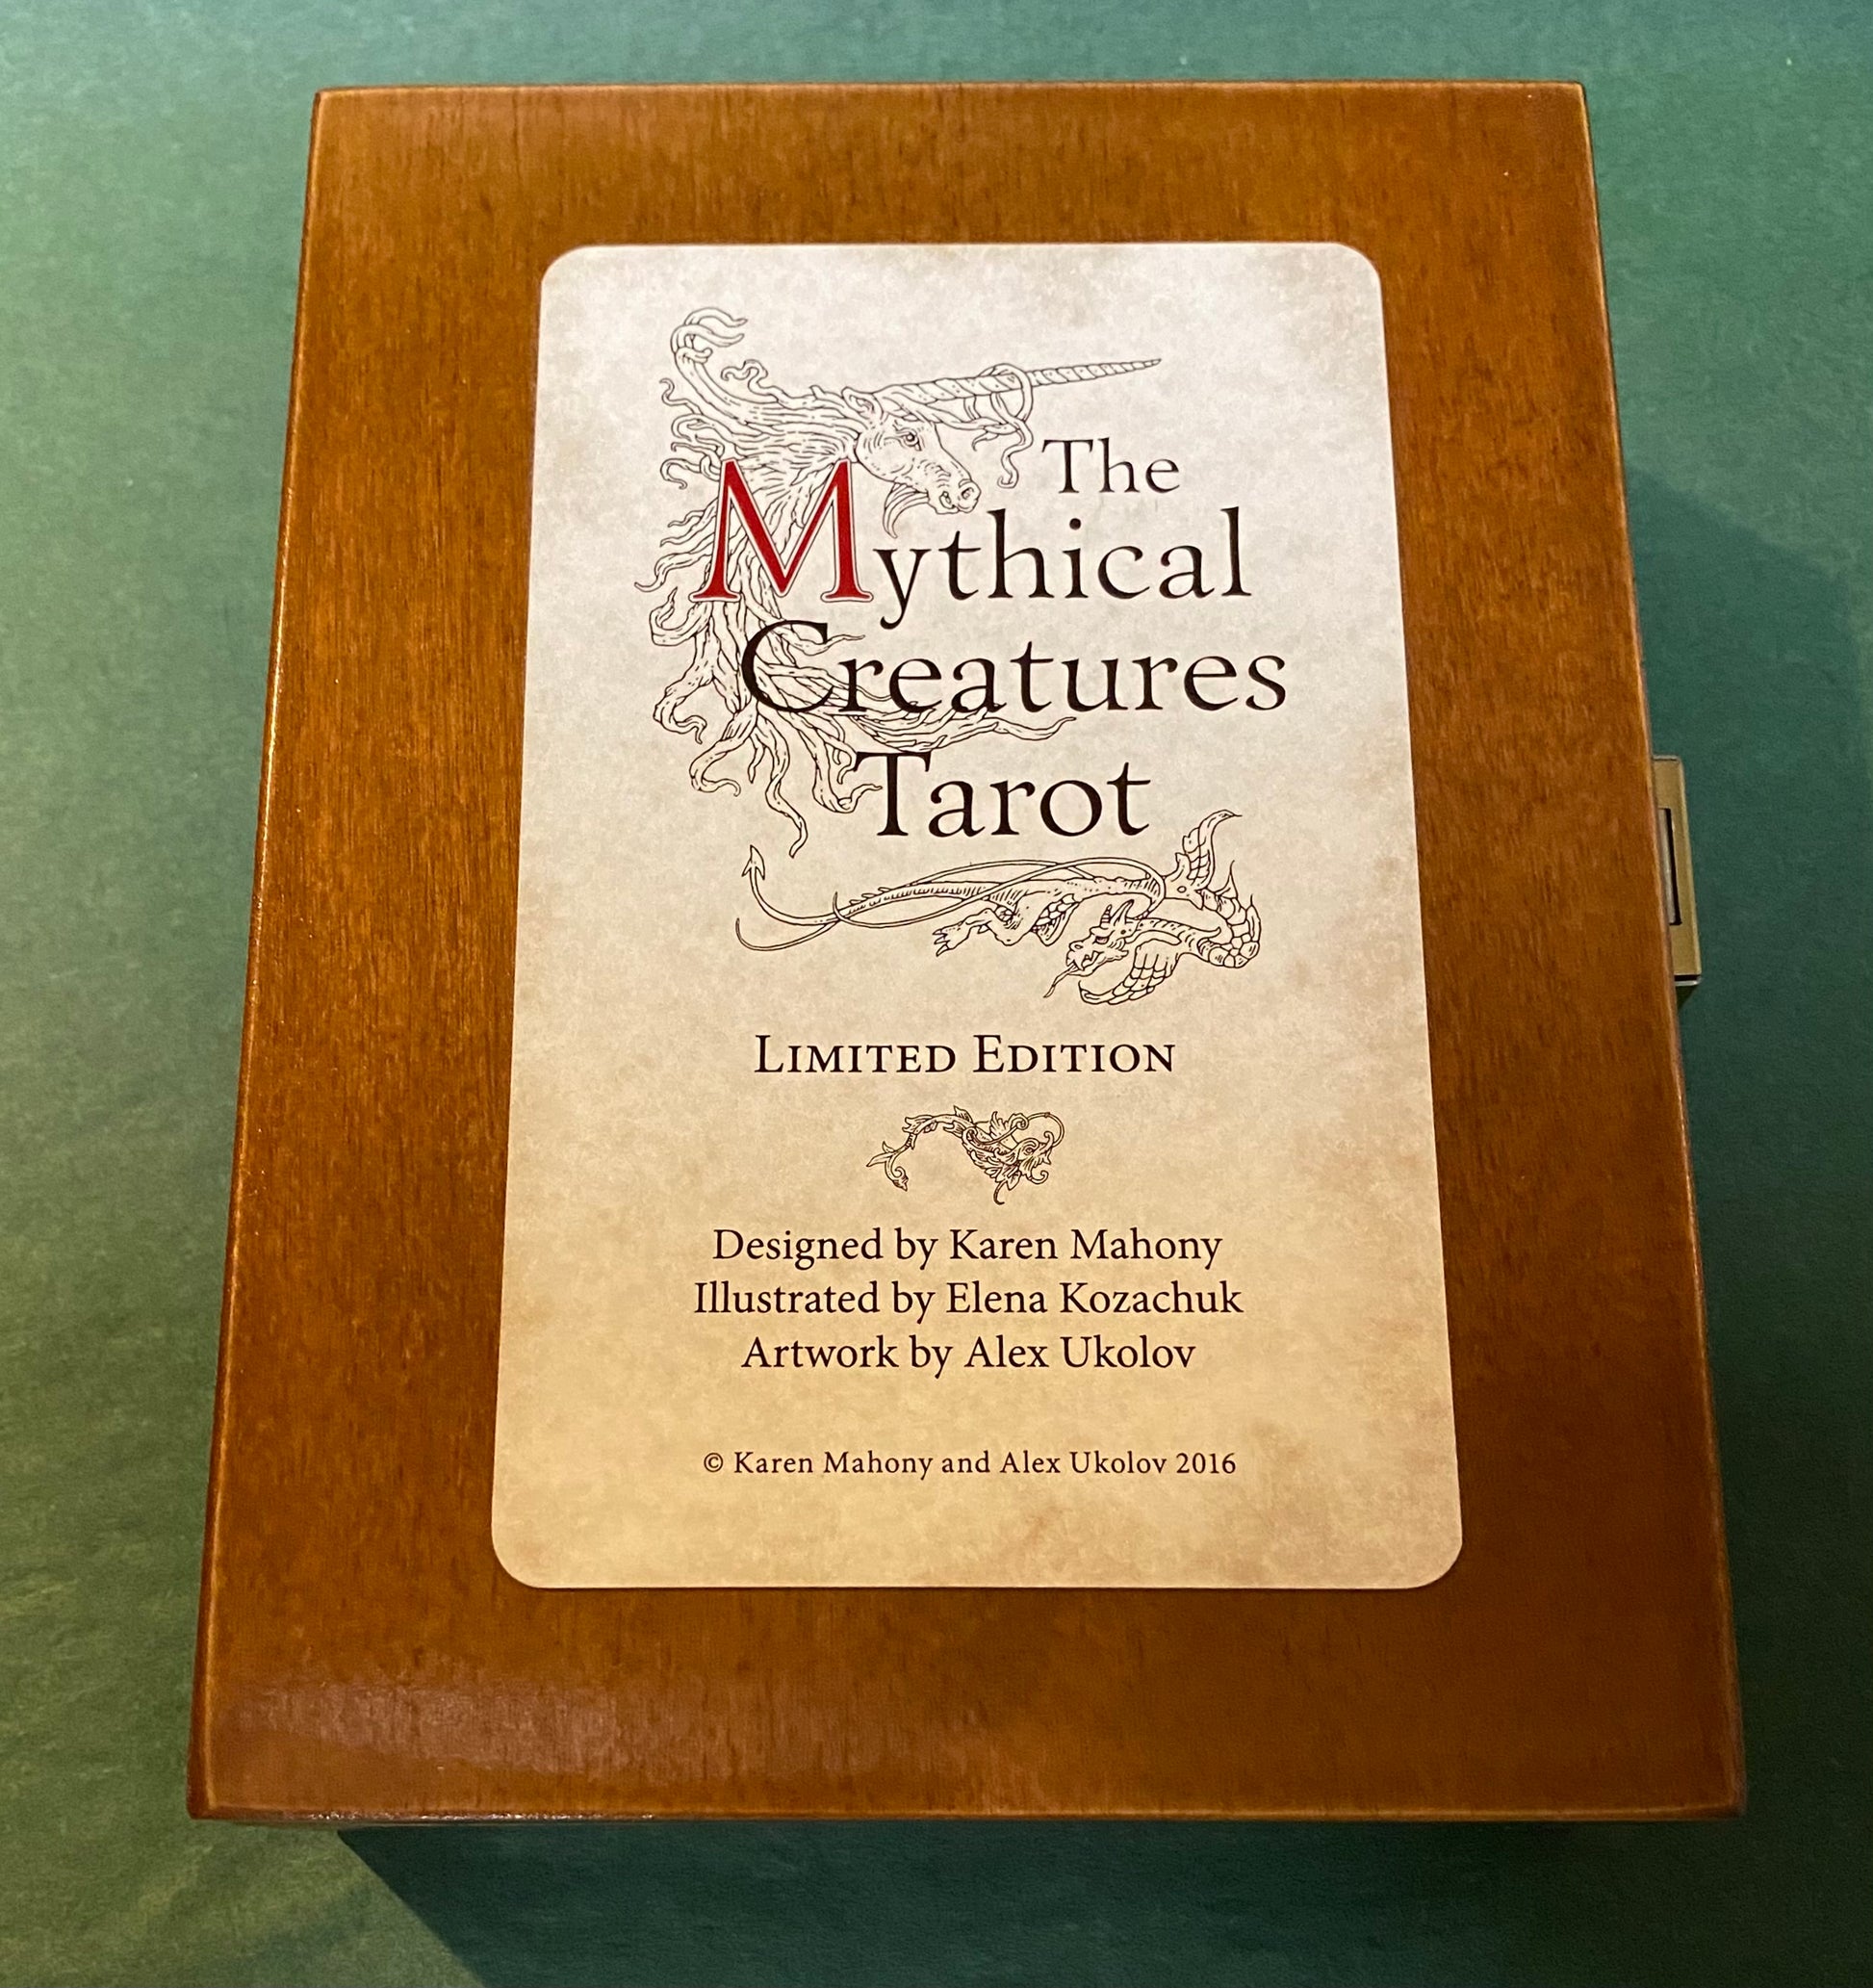 The
Mythical
Creatures
Tarot
Limited Edition
Designed by Karen Mahony
Illustrated by Elena Kozachuk
Artwork by Alex Ukolov
© Karen Mahony and Alex Ukolov 2016